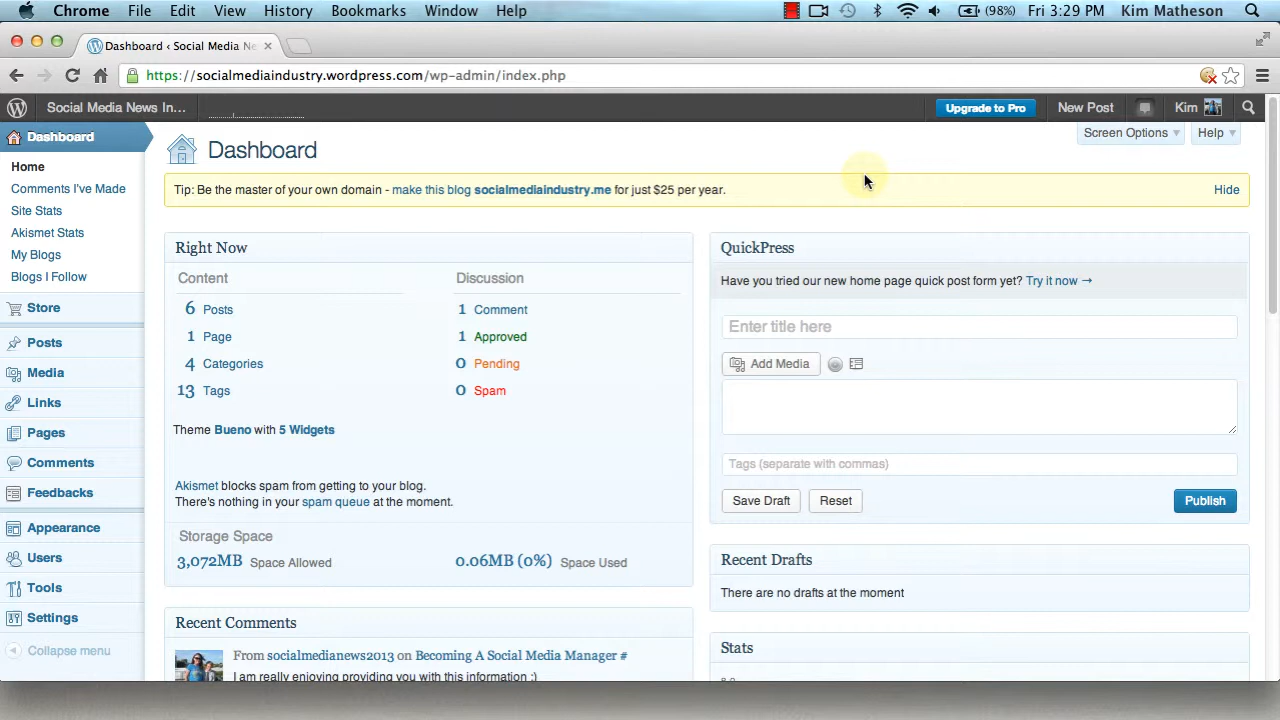 Chrome File Edit View History Bookmarks Window Help (98%) Fri 3:29 PM Kim Matheson
Dashboard ‹ Social Media Ne
https://socialmediaindustry.wordpress.com/wp-admin/index.php
Social Media News In... Upgrade to Pro New Post Kim
Dashboard
Home
Comments I've Made
Site Stats
Akismet Stats
My Blogs
Blogs I Follow
Store
Posts
Media
Links
Pages
Comments
Feedbacks
Appearance
Users
Tools
Settings
Collapse menu
Screen Options Help
Dashboard
Tip: Be the master of your own domain - make this blog socialmediaindustry.me for just $25 per year. Hide
Right Now
Content Discussion
6 Posts 1 Comment
1 Page 1 Approved
4 Categories 0 Pending
13 Tags 0 Spam
Theme Bueno with 5 Widgets
Akismet blocks spam from getting to your blog.
There's nothing in your spam queue at the moment.
Storage Space
3,072MB Space Allowed 0.06MB (0%) Space Used
Recent Comments
From socialmedianews2013 on Becoming A Social Media Manager #
I am really enjoying providing you with this information :)
QuickPress
Have you tried our new home page quick post form yet? Try it now →
Enter title here
Add Media
Tags (separate with commas)
Save Draft Reset Publish
Recent Drafts
There are no drafts at the moment
Stats